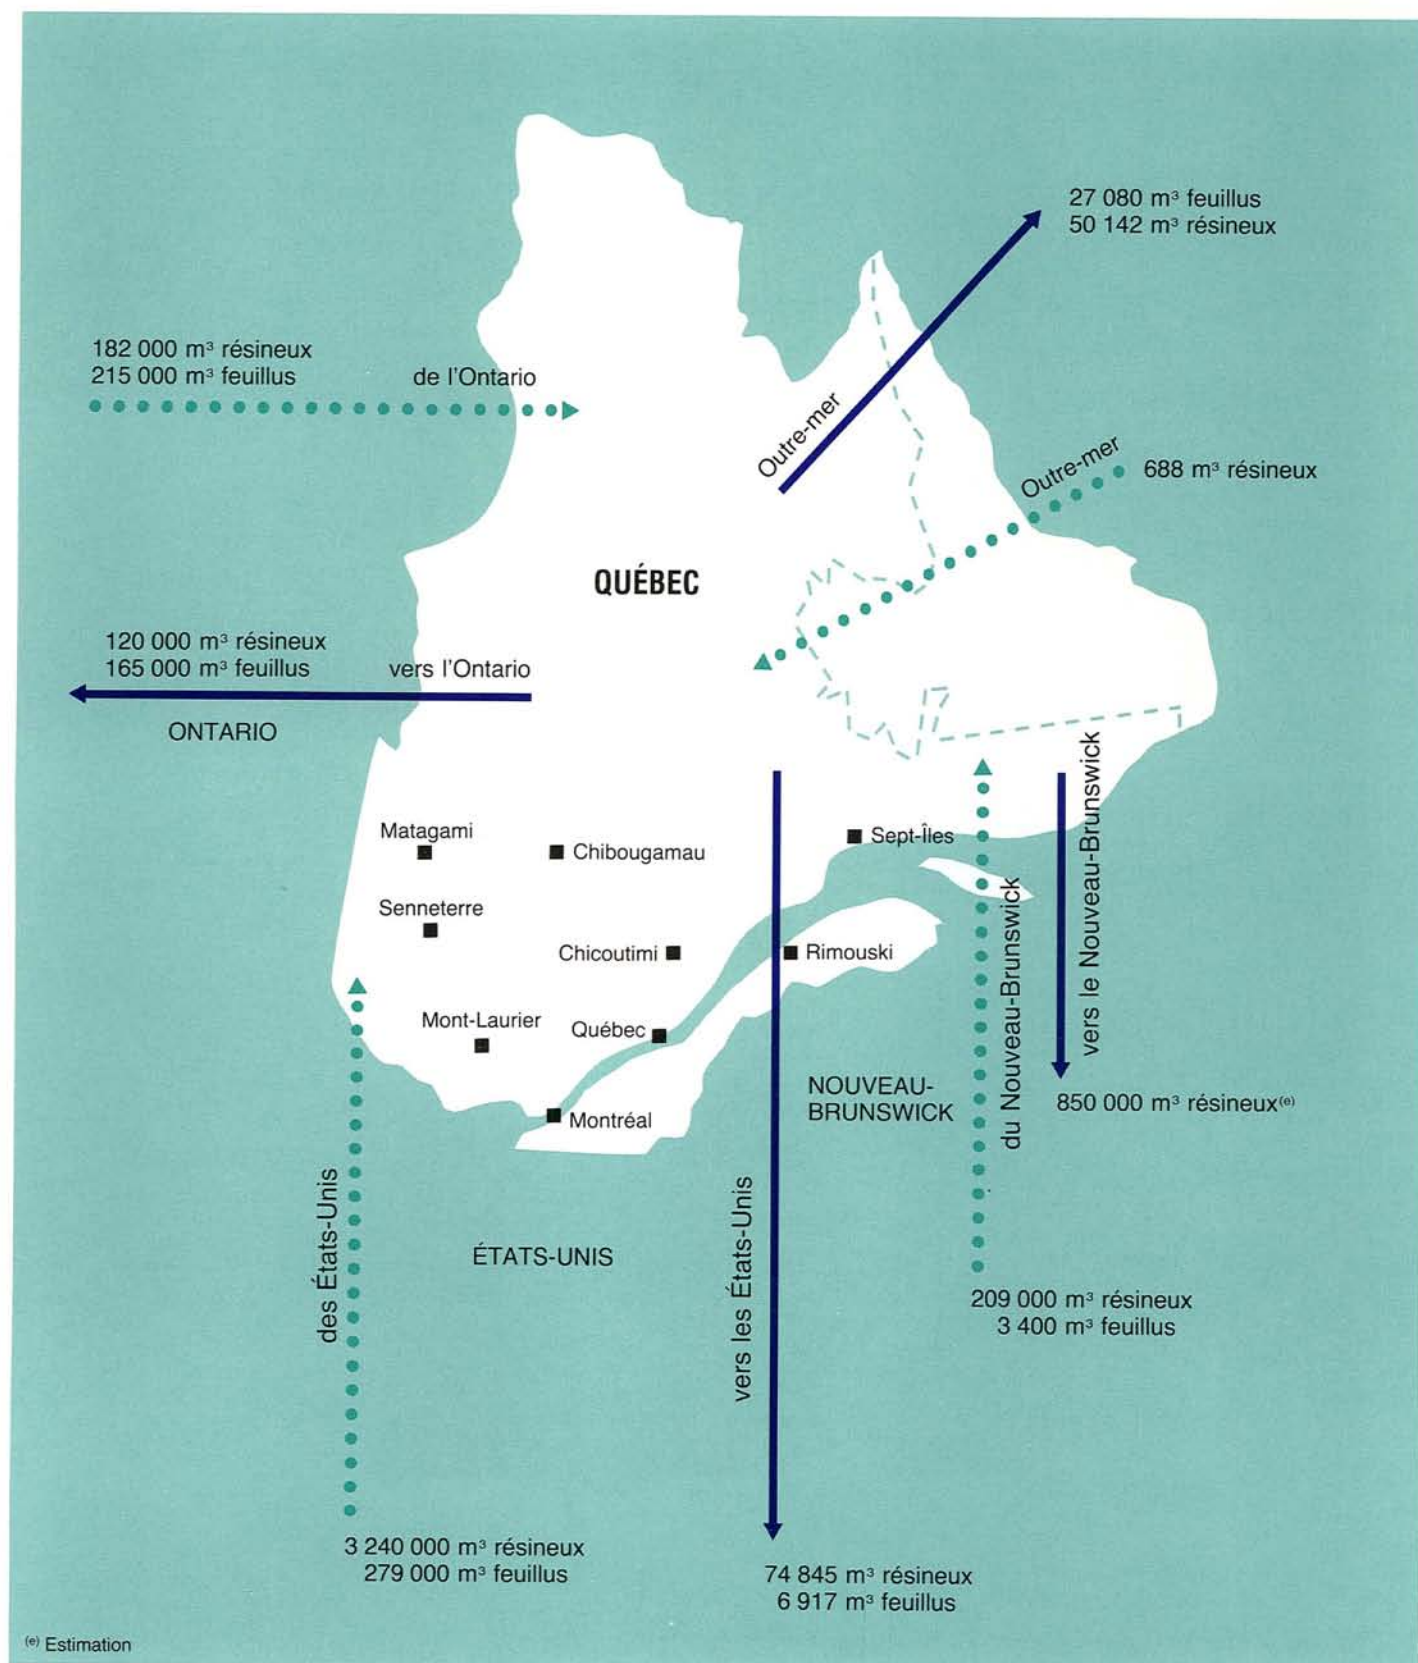 27 080 m³ feuillus
50 142 m³ résineux
Outre-mer
182 000 m³ résineux
215 000 m³ feuillus
de l'Ontario
Outre-mer
688 m³ résineux
QUÉBEC
120 000 m³ résineux
165 000 m³ feuillus
vers l'Ontario
ONTARIO
Matagami
Chibougamau
Sept-Îles
Senneterre
Chicoutimi
Rimouski
Mont-Laurier
Québec
Montréal
NOUVEAU-
BRUNSWICK
du Nouveau-Brunswick
vers le Nouveau-Brunswick
850 000 m³ résineux(e)
des États-Unis
ÉTATS-UNIS
vers les États-Unis
209 000 m³ résineux
3 400 m³ feuillus
3 240 000 m³ résineux
279 000 m³ feuillus
74 845 m³ résineux
6 917 m³ feuillus
(e) Estimation